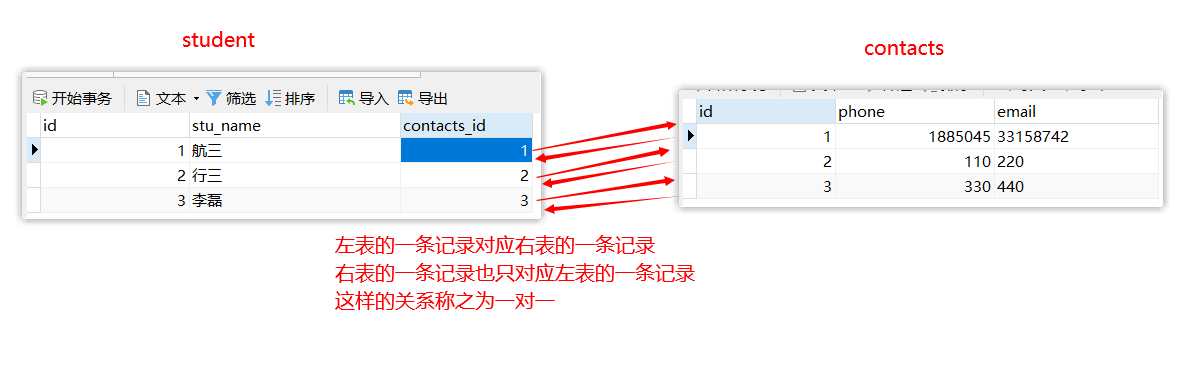 student
contacts
开始事务 文本 筛选 排序 导入 导出
id stu_name contacts_id
1 航三 1
2 行三 2
3 李磊 3
id phone email
1 1885045 33158742
2 110 220
3 330 440
左表的一条记录对应右表的一条记录
右表的一条记录也只对应左表的一条记录
这样的关系称之为一对一